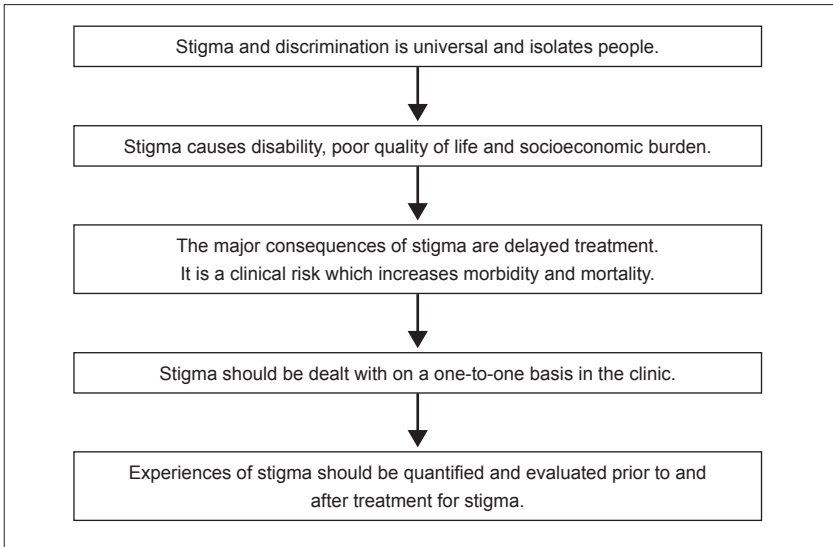 Stigma and discrimination is universal and isolates people.
Stigma causes disability, poor quality of life and socioeconomic burden.
The major consequences of stigma are delayed treatment.
It is a clinical risk which increases morbidity and mortality.
Stigma should be dealt with on a one-to-one basis in the clinic.
Experiences of stigma should be quantified and evaluated prior to and
after treatment for stigma.